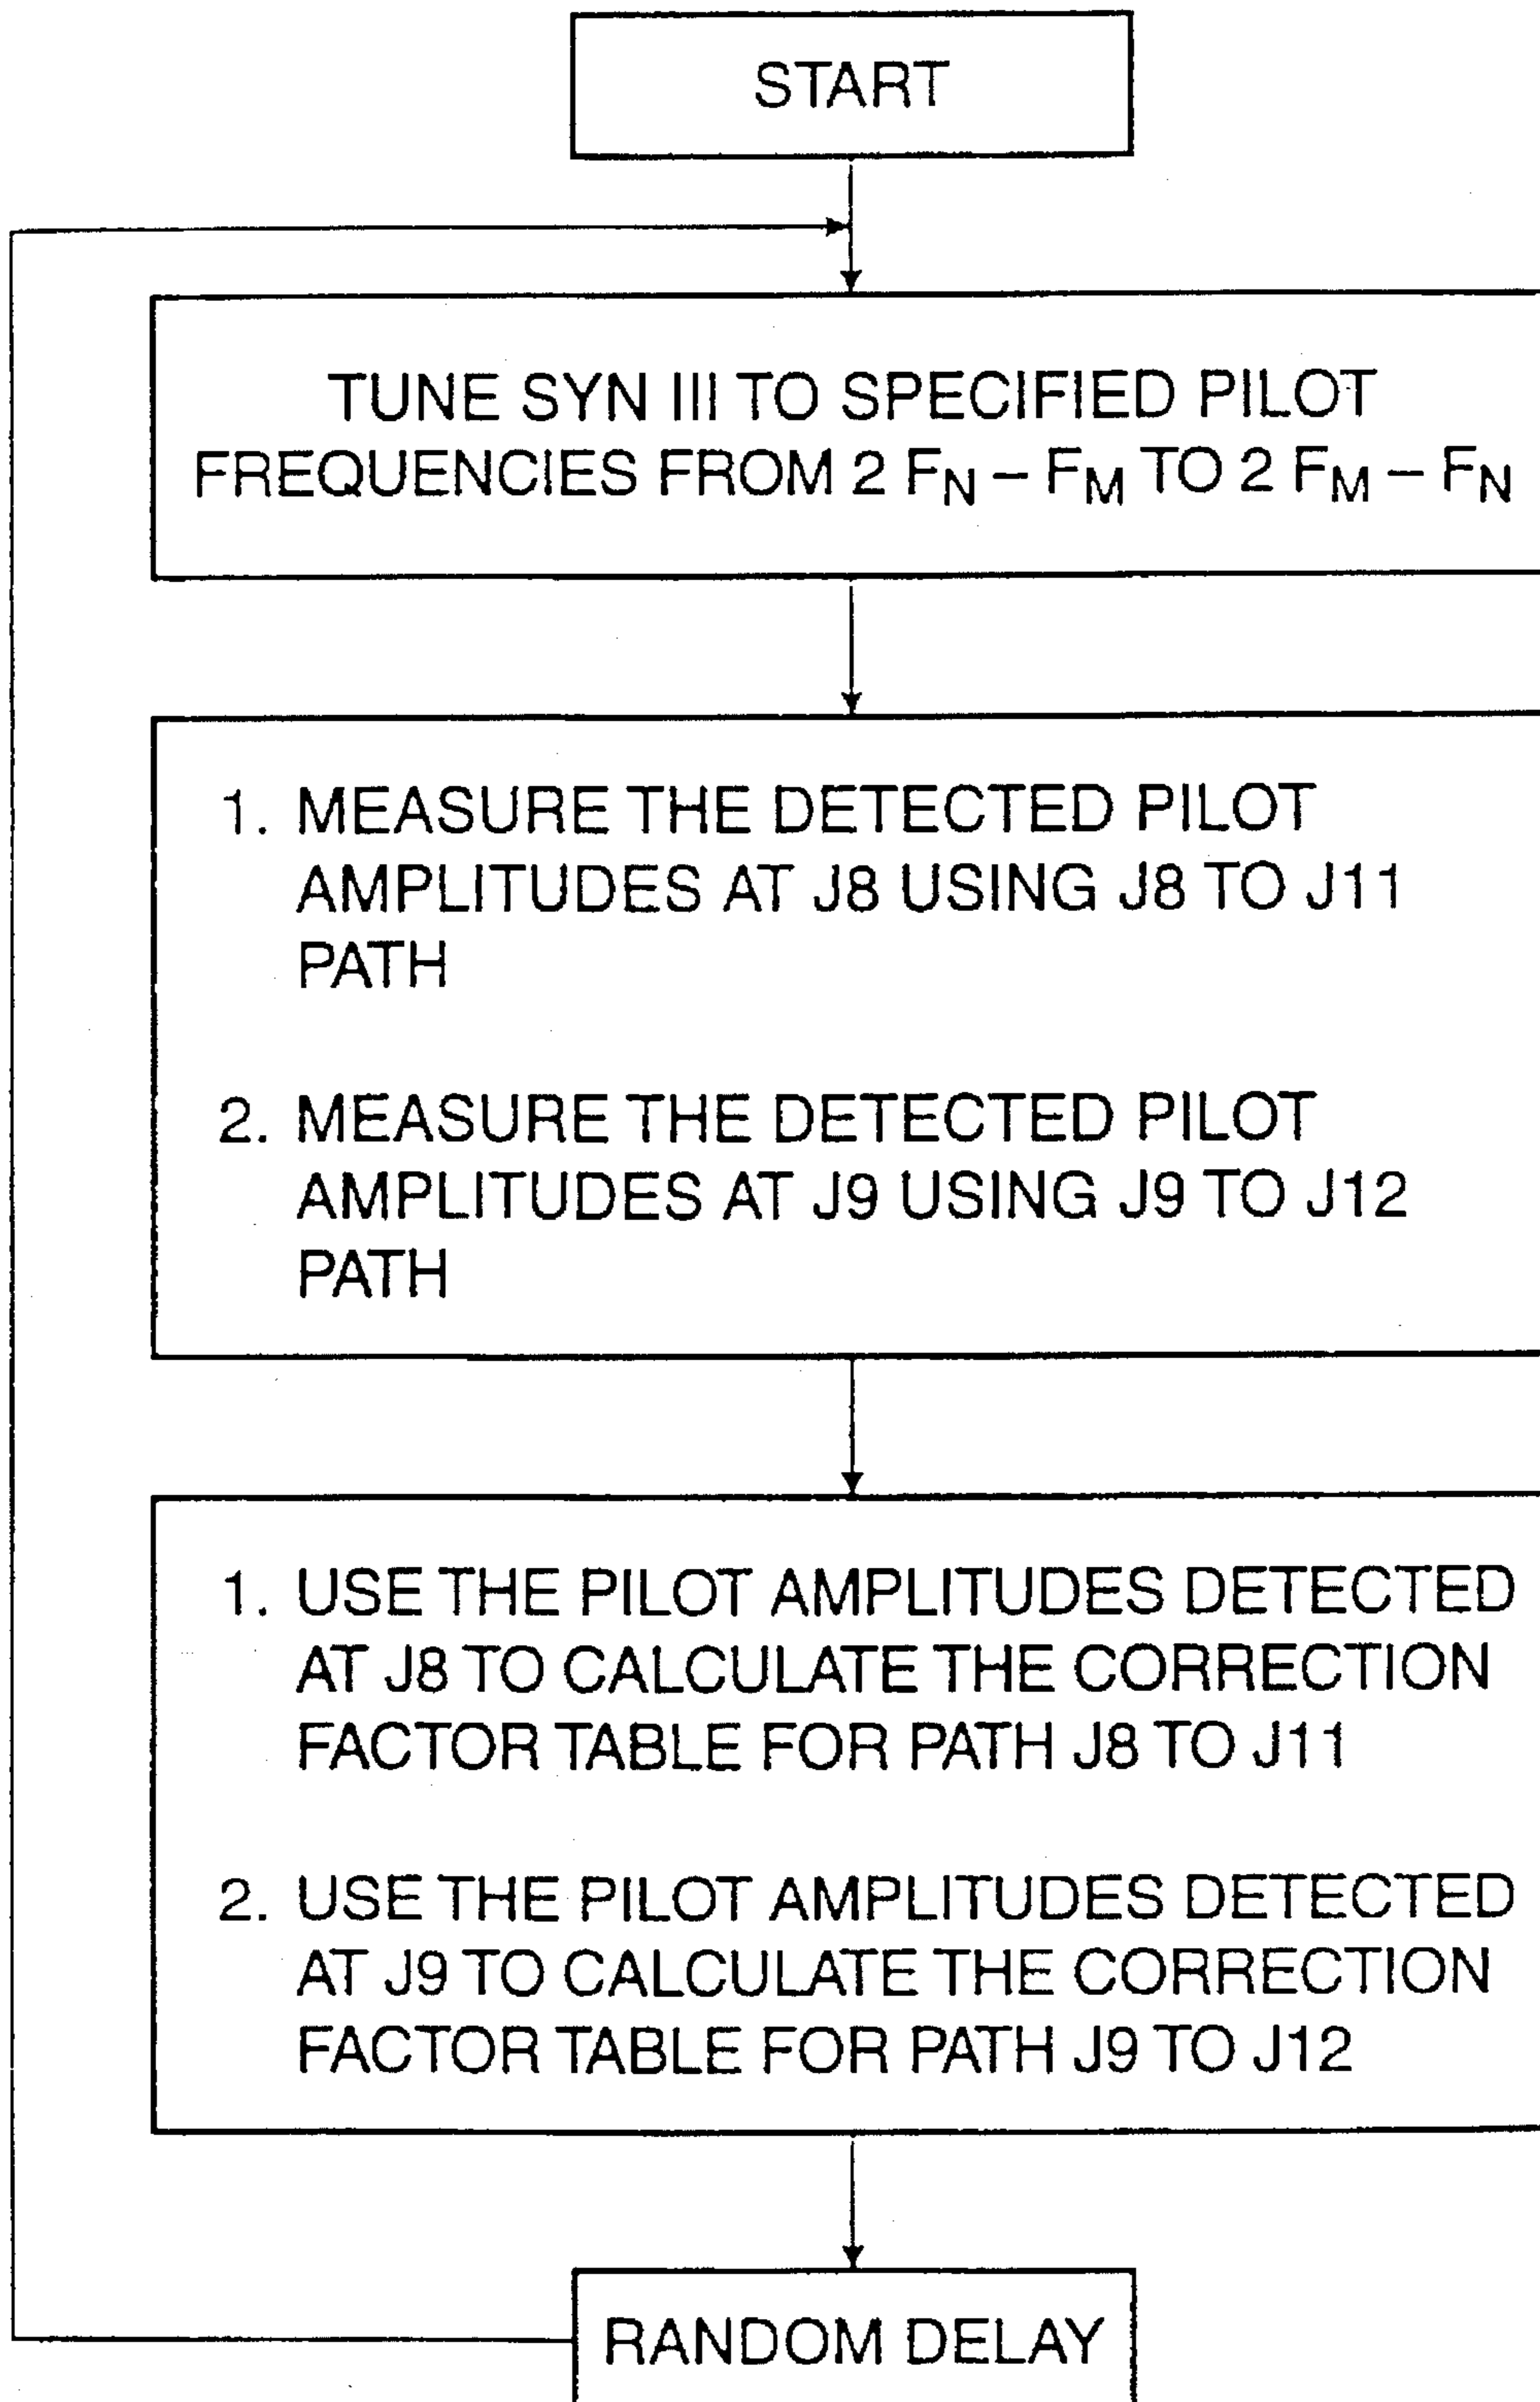 START
TUNE SYN III TO SPECIFIED PILOT
FREQUENCIES FROM 2 FN – FM TO 2 FM – FN
1. MEASURE THE DETECTED PILOT
AMPLITUDES AT J8 USING J8 TO J11
PATH
2. MEASURE THE DETECTED PILOT
AMPLITUDES AT J9 USING J9 TO J12
PATH
1. USE THE PILOT AMPLITUDES DETECTED
AT J8 TO CALCULATE THE CORRECTION
FACTOR TABLE FOR PATH J8 TO J11
2. USE THE PILOT AMPLITUDES DETECTED
AT J9 TO CALCULATE THE CORRECTION
FACTOR TABLE FOR PATH J9 TO J12
RANDOM DELAY